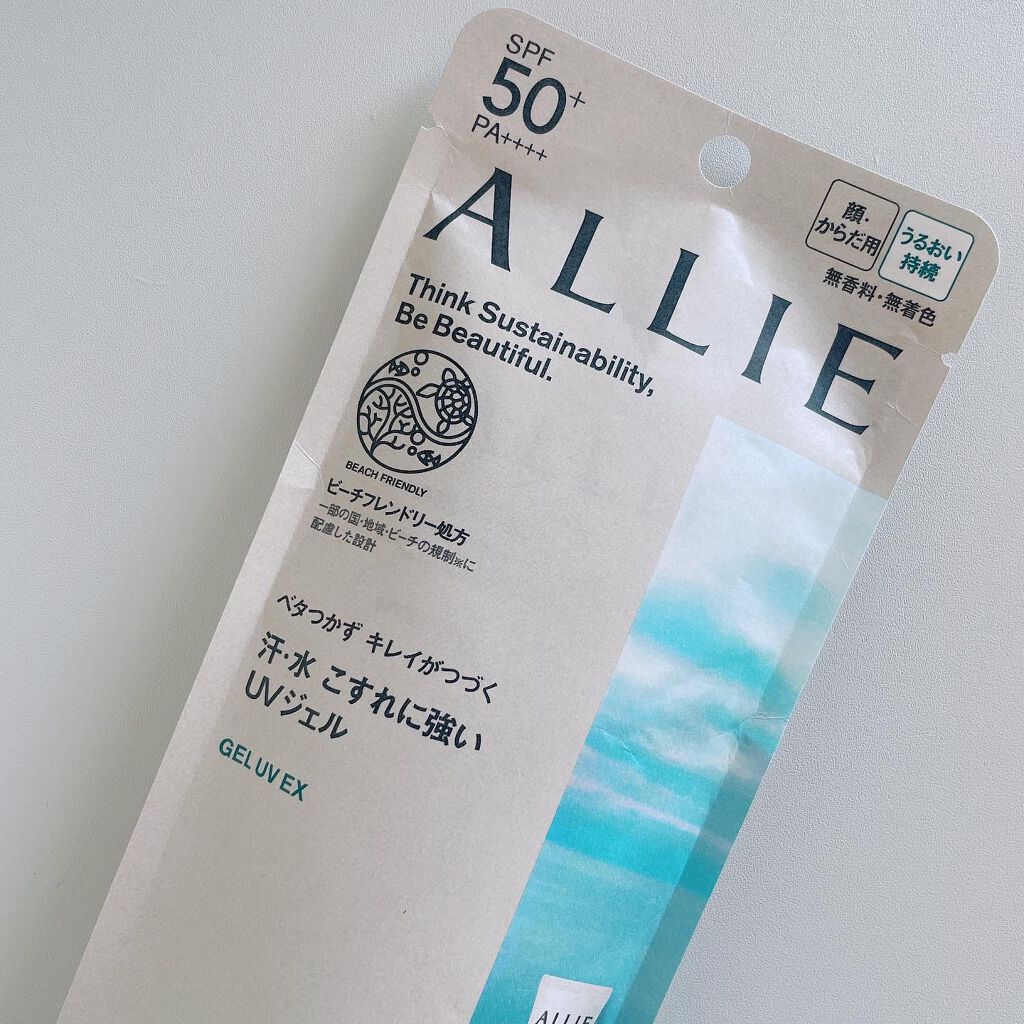 SPF
50+
PA++++
ALLIE
顔・
からだ用
うるおい
持続
無香料・無着色
Think Sustainability,
Be Beautiful.
BEACH FRIENDLY
ビーチフレンドリー処方
一部の国・地域・ビーチの規制※に
配慮した設計
ベタつかず キレイがつづく
汗・水 こすれに強い
UVジェル
GEL UV EX
ALLIE